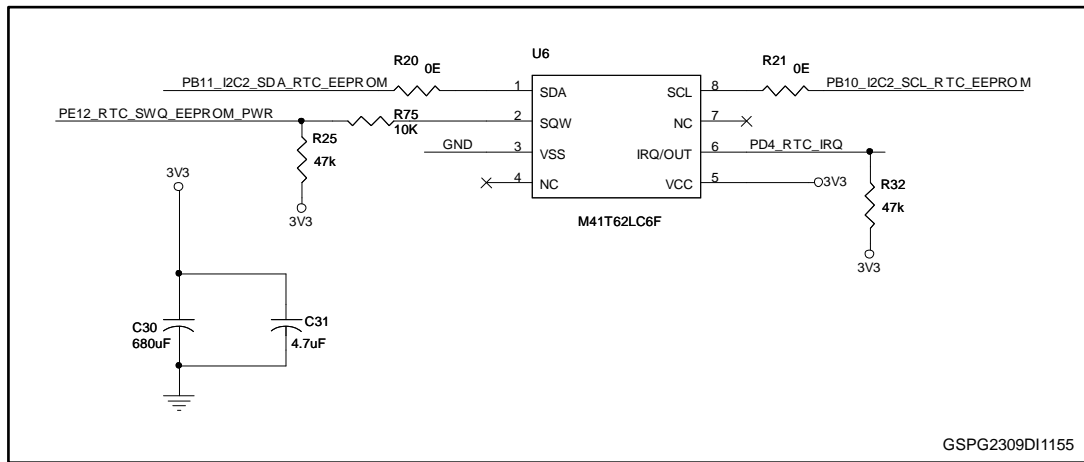 U6
R20 0E
R21 0E
PB11_I2C2_SDA_RTC_EEPROM
1
SDA
SCL
8
PB10_I2C2_SCL_RTC_EEPROM
PE12_RTC_SWQ_EEPROM_PWR
R75
10K
2
SQW
NC
7
R25
47k
GND
3
VSS
IRQ/OUT
6
PD4_RTC_IRQ
4
NC
VCC
5
3V3
3V3
R32
47k
M41T62LC6F
3V3
3V3
C30
680uF
C31
4.7uF
GSPG2309DI1155